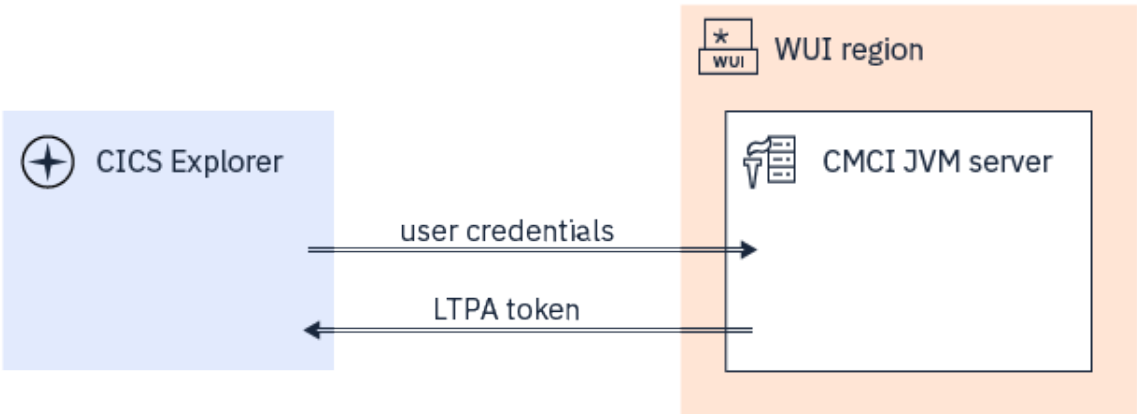 *
WUI
WUI region
CICS Explorer
CMCI JVM server
user credentials
LTPA token